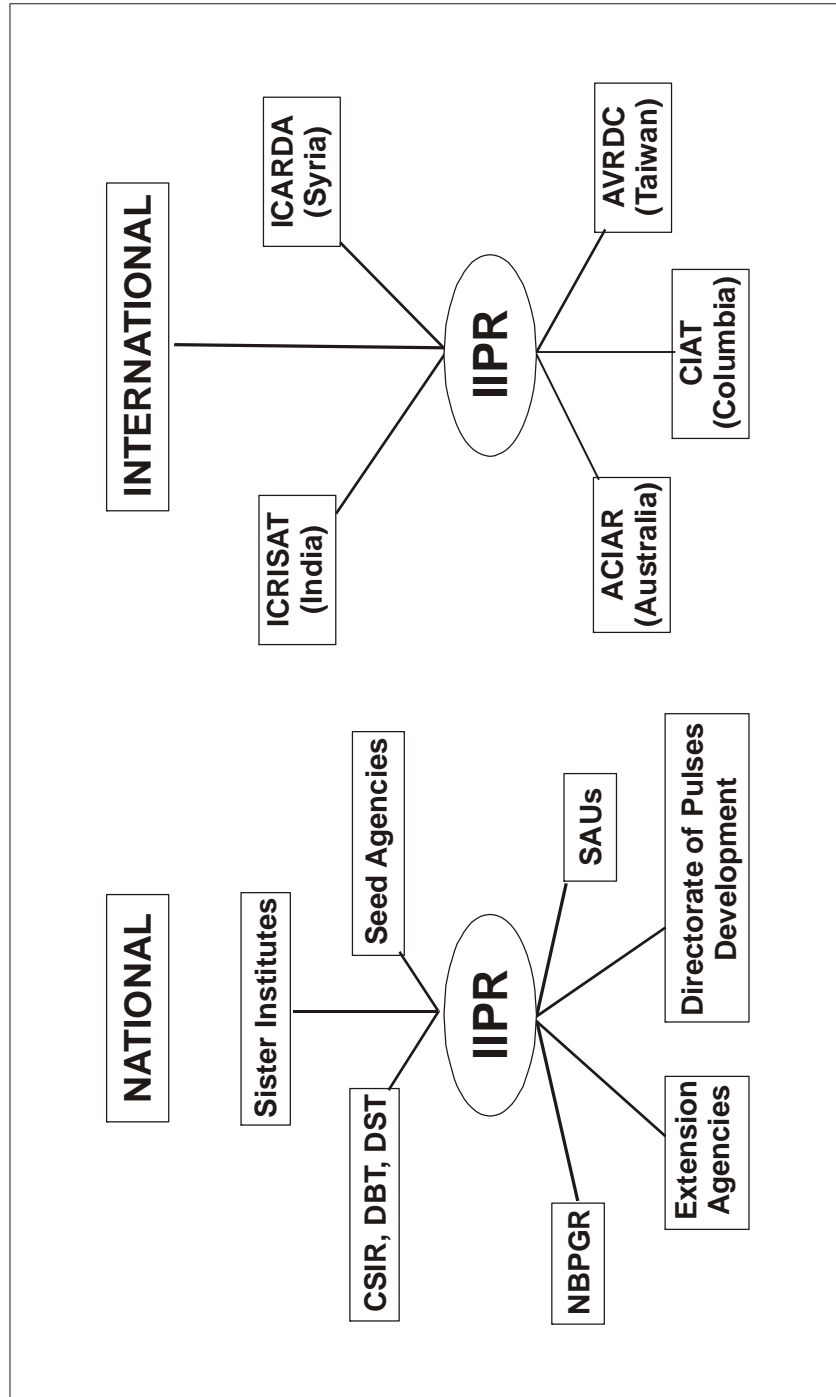 NATIONAL
Sister Institutes
CSIR, DBT, DST
Seed Agencies
IIPR
NBPGR
SAUs
Extension
Agencies
Directorate of Pulses
Development
INTERNATIONAL
ICRISAT
(India)
ICARDA
(Syria)
IIPR
ACIAR
(Australia)
AVRDC
(Taiwan)
CIAT
(Columbia)